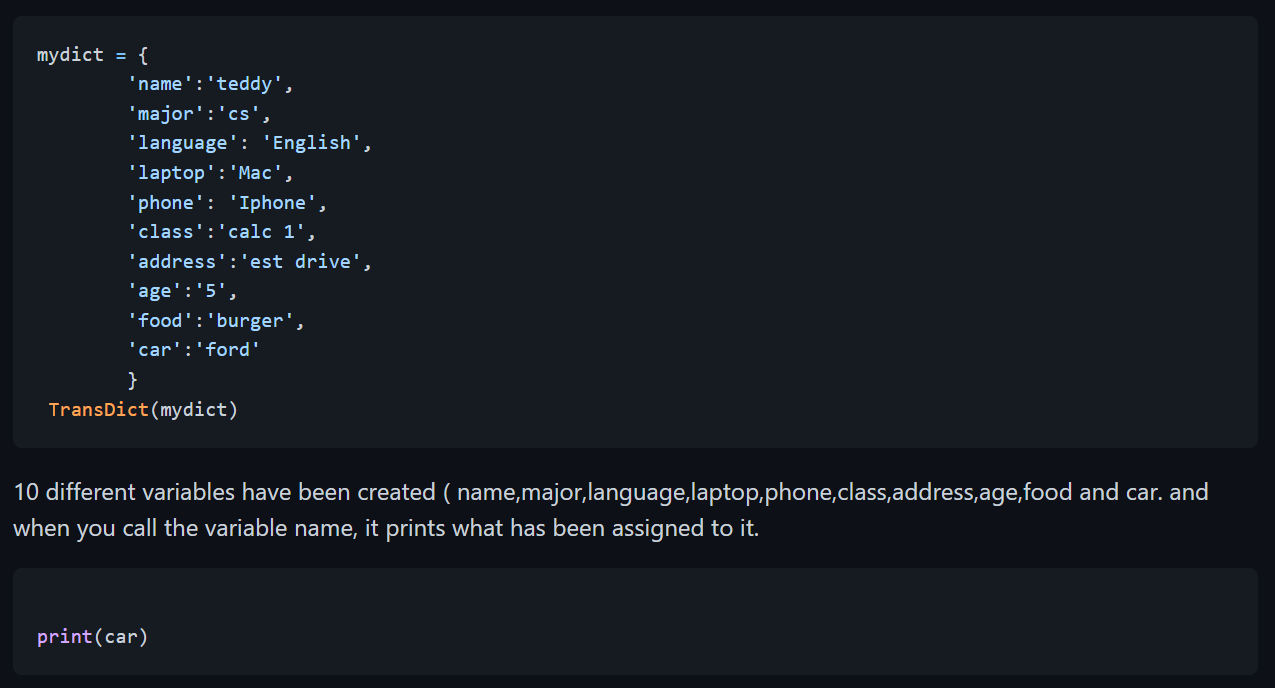 mydict = {
'name':'teddy',
'major':'cs',
'language': 'English',
'laptop':'Mac',
'phone': 'Iphone',
'class':'calc 1',
'address':'est drive',
'age':'5',
'food':'burger',
'car':'ford'
}
TransDict(mydict)
10 different variables have been created ( name,major,language,laptop,phone,class,address,age,food and car. and
when you call the variable name, it prints what has been assigned to it.
print(car)